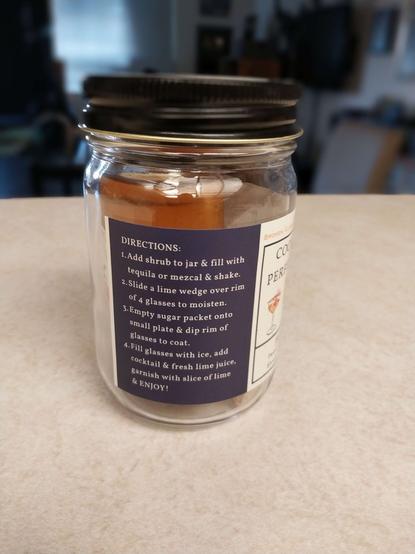 DIRECTIONS:
1. Add shrub to jar & fill with
tequila or mezcal & shake.
2. Slide a lime wedge over rim
of 4 glasses to moisten.
3. Empty sugar packet onto
small plate & dip rim of
glasses to coat.
4. Fill glasses with ice, add
cocktail & fresh lime juice,
garnish with slice of lime
& ENJOY!